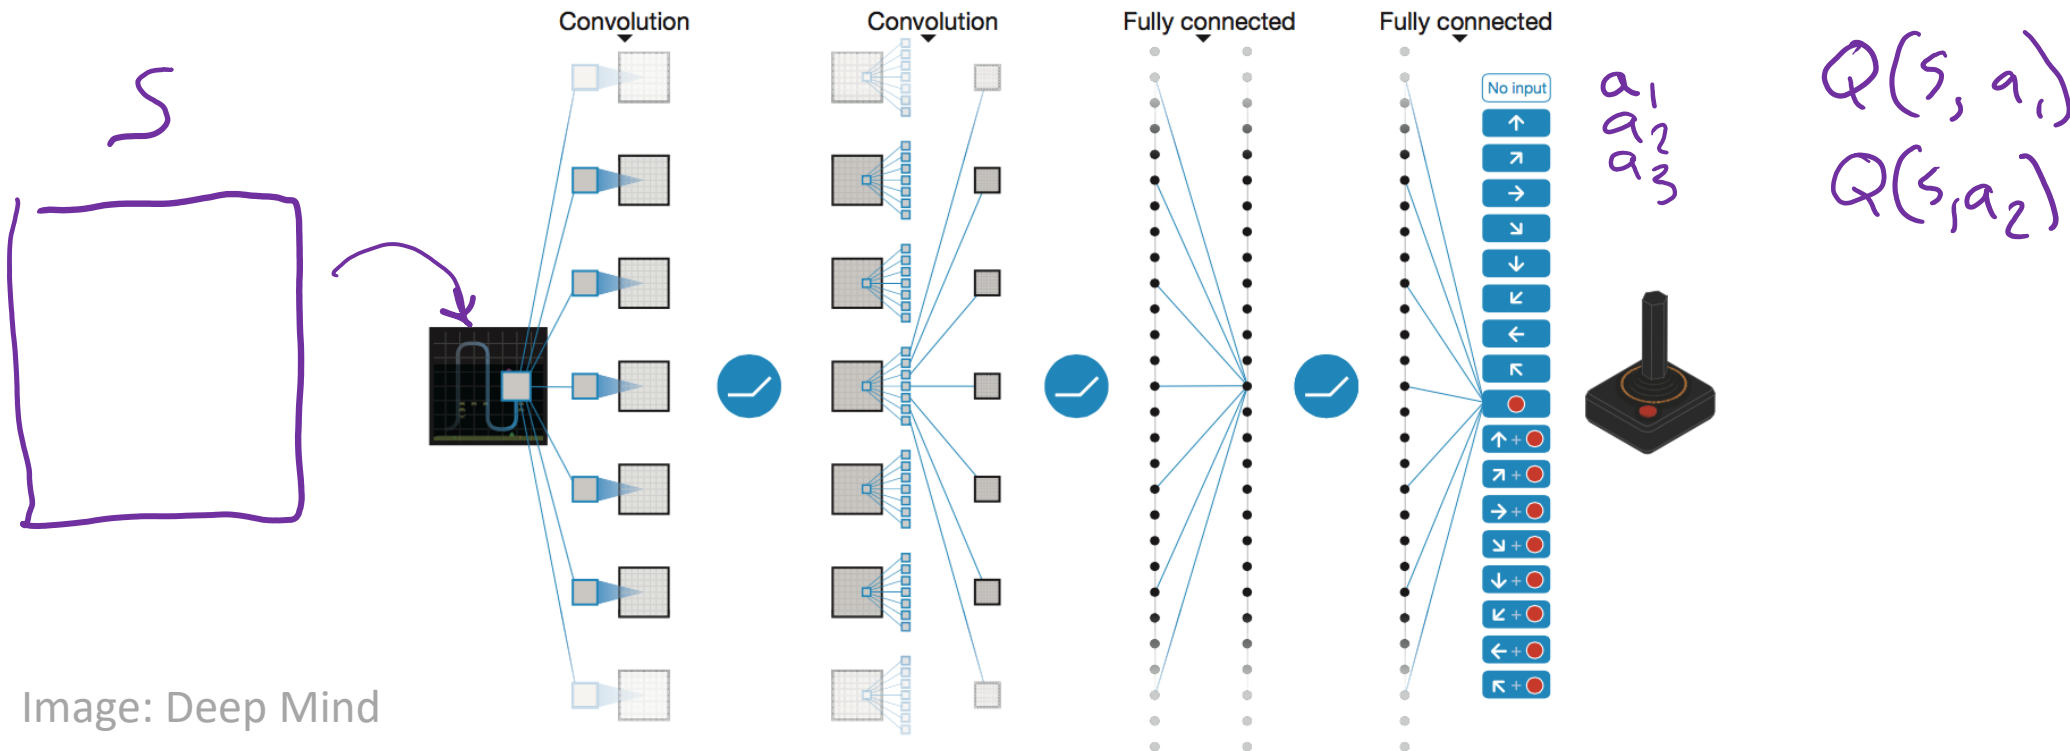 Convolution
Convolution
Fully connected
Fully connected
S
No input
a1
a2
a3
Q(s, a1)
Q(s, a2)
Image: Deep Mind